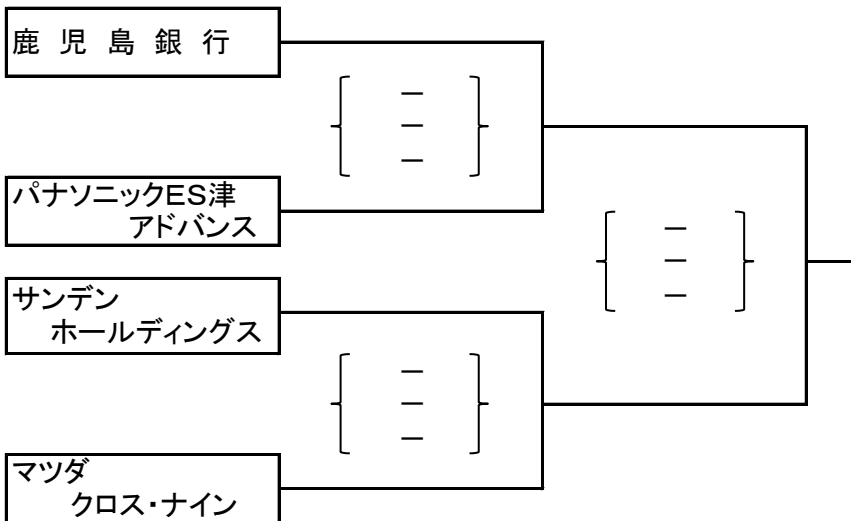 鹿 児 島 銀 行
—
—
—
パナソニックES津
アドバンス
—
—
—
サンデン
ホールディングス
—
—
—
マツダ
クロス・ナイン